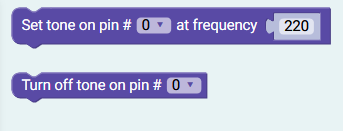 Set tone on pin # 0 at frequency 220
Turn off tone on pin # 0